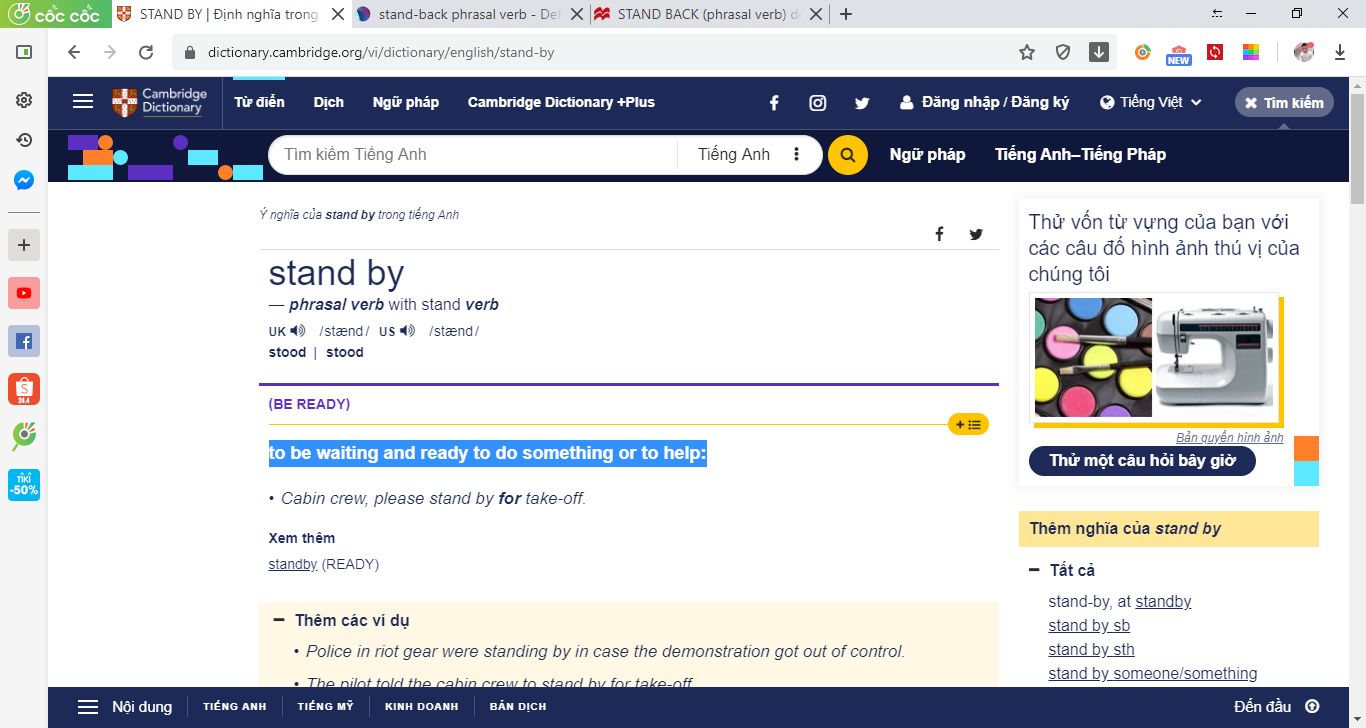 cốc cốc
STAND BY | Định nghĩa trong
stand-back phrasal verb - Def
STAND BACK (phrasal verb) d
dictionary.cambridge.org/vi/dictionary/english/stand-by
NEW
Cambridge
Dictionary
Từ điển
Dịch
Ngữ pháp
Cambridge Dictionary +Plus
Đăng nhập / Đăng ký
Tiếng Việt
Tìm kiếm
Tìm kiếm Tiếng Anh
Tiếng Anh
Ngữ pháp
Tiếng Anh–Tiếng Pháp
24.4
TIKI
-50%
Ý nghĩa của stand by trong tiếng Anh
stand by
— phrasal verb with stand verb
UK /stænd/ US /stænd/
stood | stood
(BE READY)
to be waiting and ready to do something or to help:
• Cabin crew, please stand by for take-off.
Xem thêm
standby (READY)
Thêm các ví dụ
• Police in riot gear were standing by in case the demonstration got out of control.
• The pilot told the cabin crew to stand by for take-off.
Thử vốn từ vựng của bạn với
các câu đố hình ảnh thú vị của
chúng tôi
Bản quyền hình ảnh
Thử một câu hỏi bây giờ
Thêm nghĩa của stand by
Tất cả
stand-by, at standby
stand by sb
stand by sth
stand by someone/something
Nội dung
TIẾNG ANH
TIẾNG MỸ
KINH DOANH
BẢN DỊCH
Đến đầu